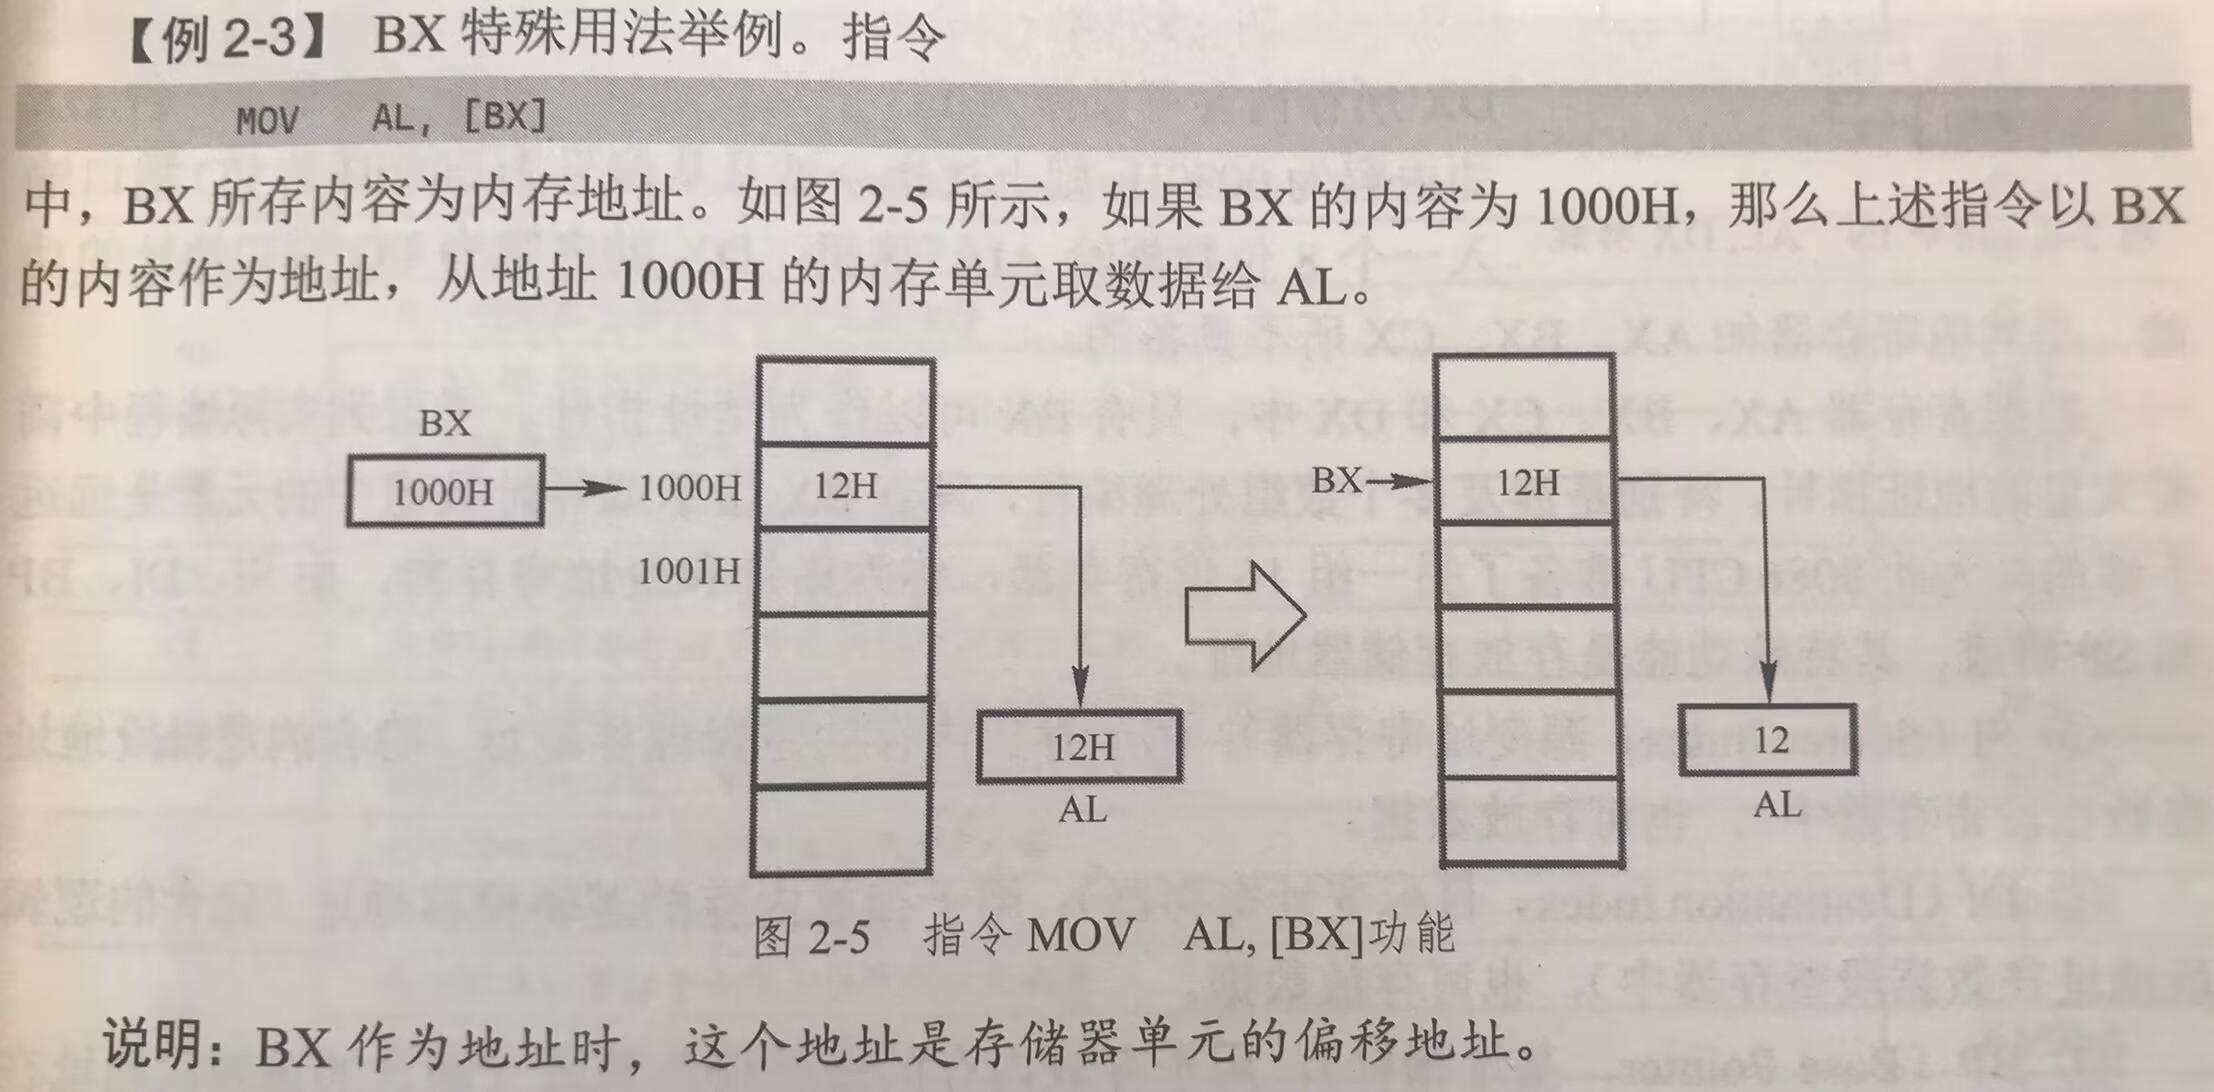 【例 2-3】 BX 特殊用法举例。指令
MOV AL, [BX]
中，BX 所存内容为内存地址。如图 2-5 所示，如果 BX 的内容为 1000H，那么上述指令以 BX
的内容作为地址，从地址 1000H 的内存单元取数据给 AL。
BX
1000H
1000H
12H
1001H
12H
AL
BX
12H
12
AL
图 2-5 指令 MOV AL, [BX]功能
说明：BX 作为地址时，这个地址是存储器单元的偏移地址。